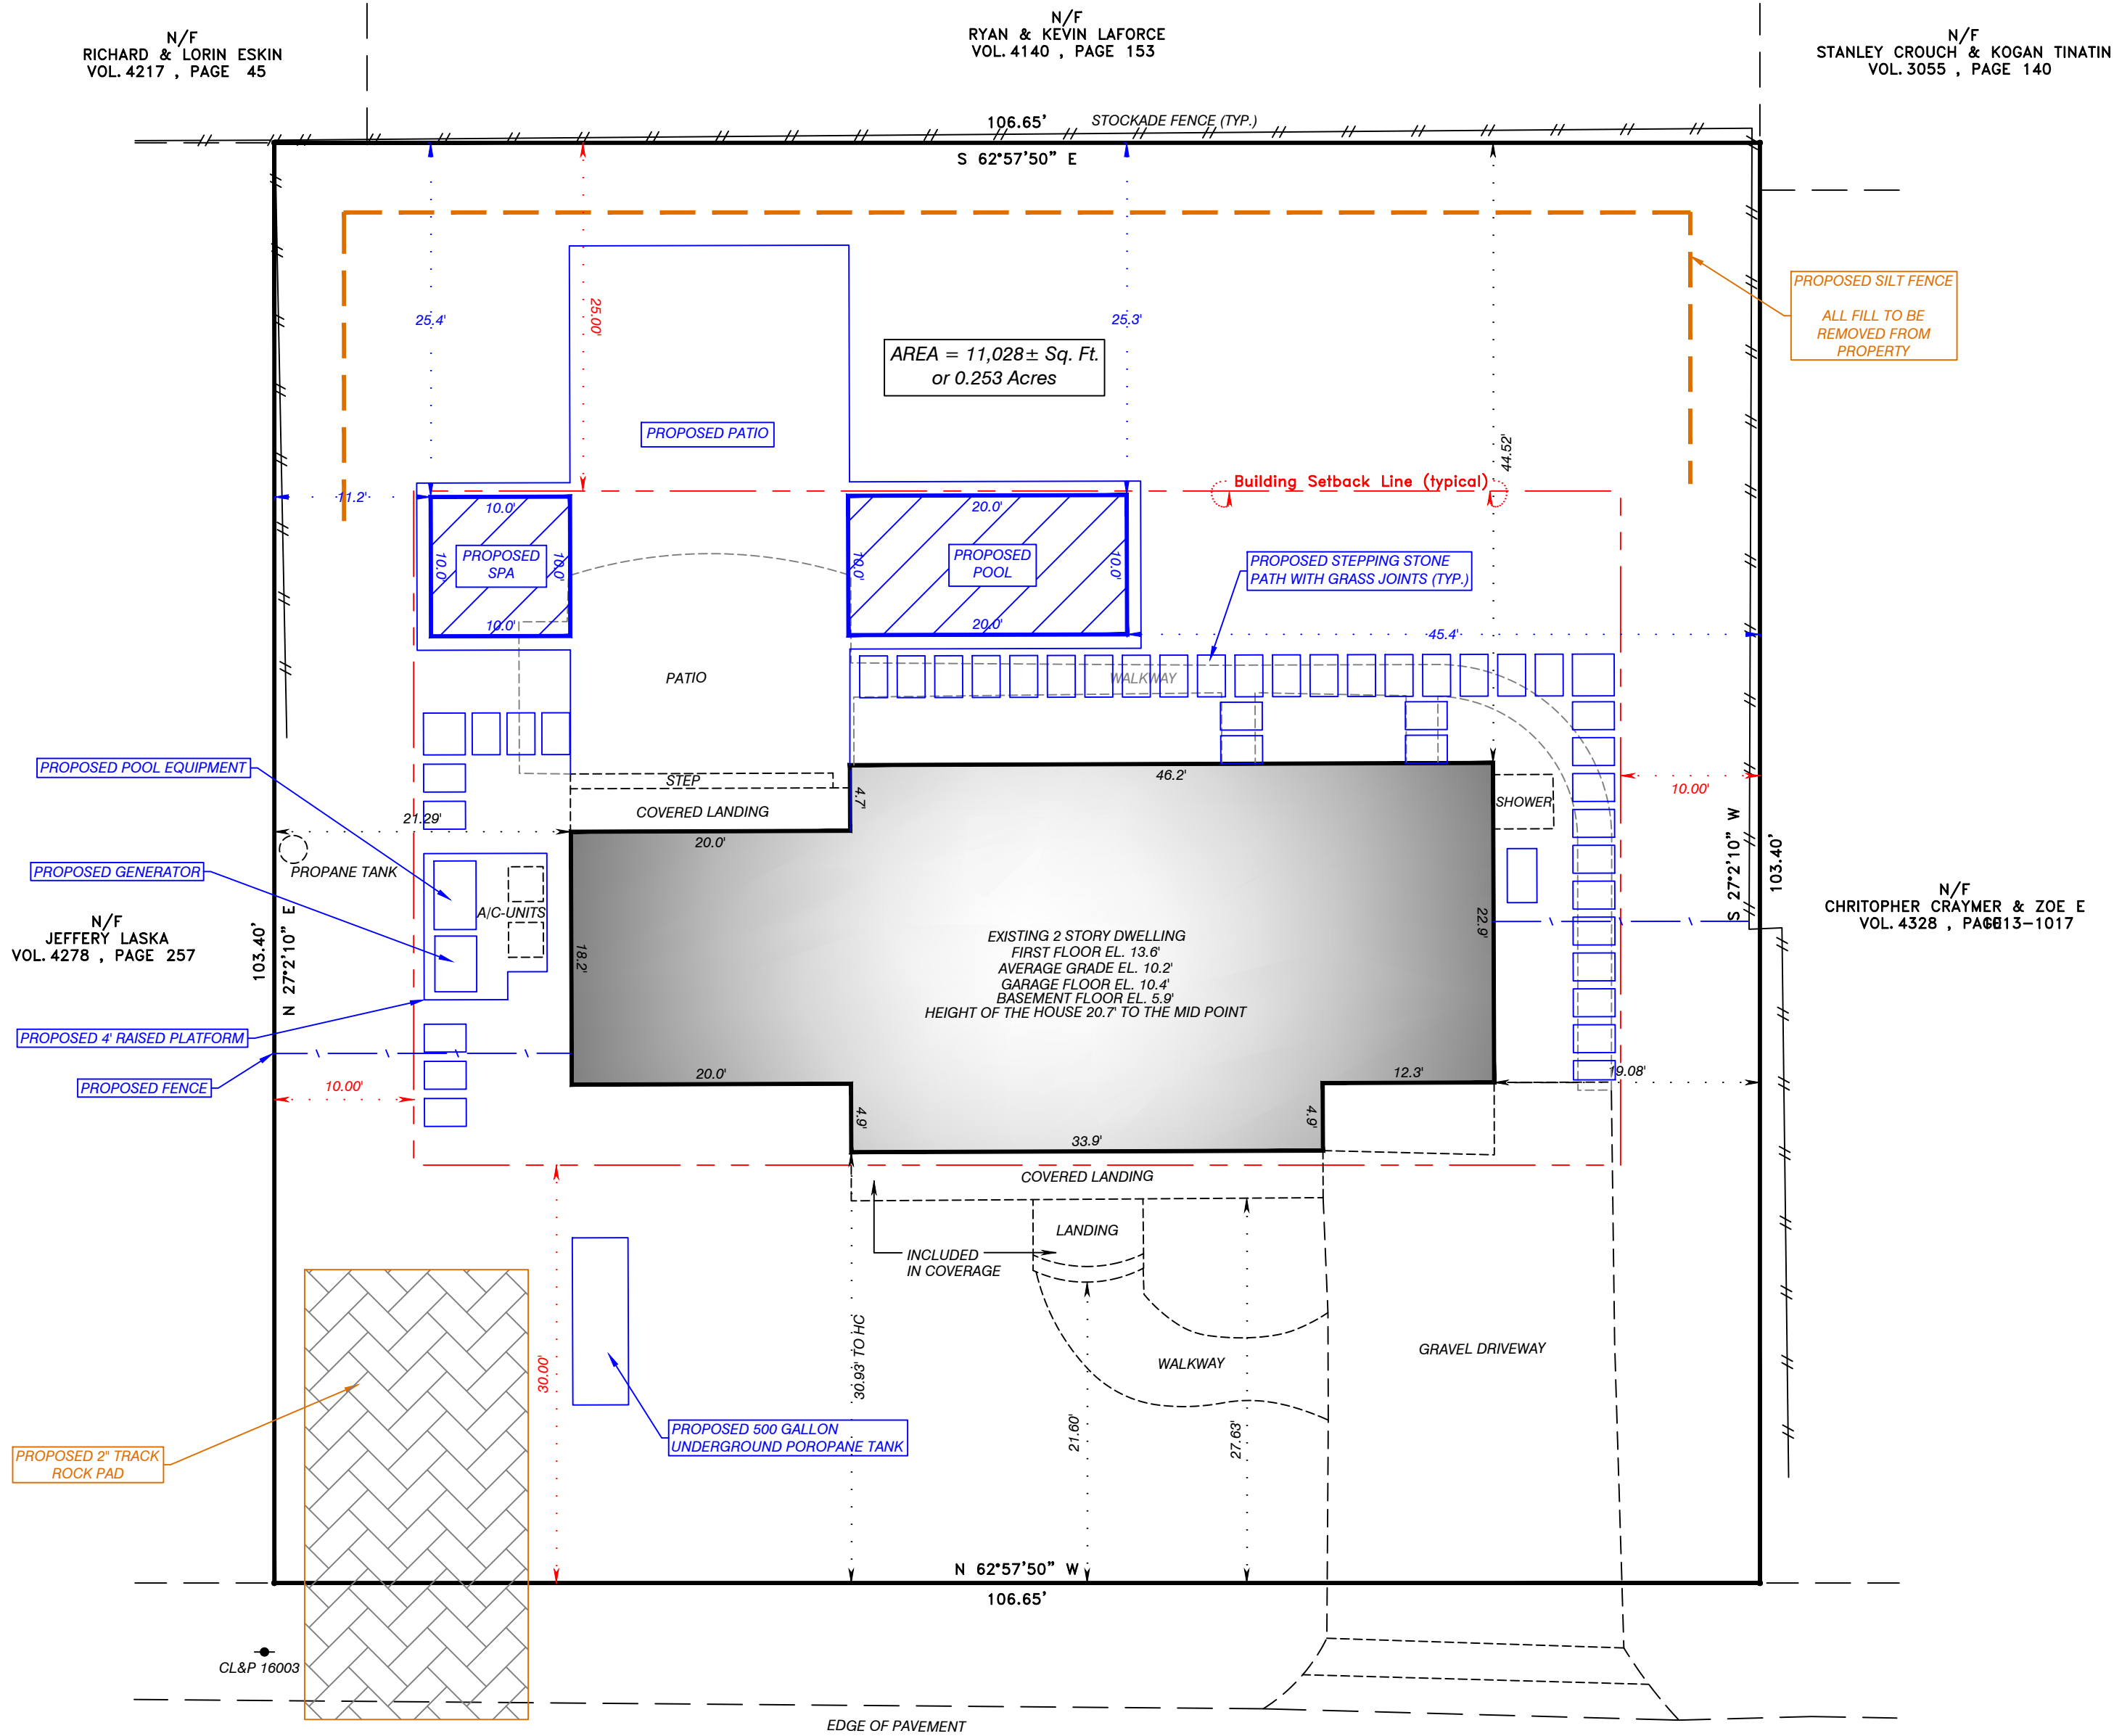 N/F
RICHARD & LORIN ESKIN
VOL. 4217 , PAGE 45
N/F
RYAN & KEVIN LAFORCE
VOL. 4140 , PAGE 153
N/F
STANLEY CROUCH & KOGAN TINATIN
VOL. 3055 , PAGE 140
106.65'
STOCKADE FENCE (TYP.)
S 62°57'50" E
PROPOSED SILT FENCE
ALL FILL TO BE
REMOVED FROM
PROPERTY
25.4'
25.00'
25.3'
AREA = 11,028± Sq. Ft.
or 0.253 Acres
PROPOSED PATIO
44.52'
Building Setback Line (typical)
11.2'
10.0'
20.0'
PROPOSED
SPA
10.0'
10.0'
10.0'
PROPOSED
POOL
10.0'
10.0'
20.0'
PROPOSED STEPPING STONE
PATH WITH GRASS JOINTS (TYP.)
45.4'
PATIO
WALKWAY
PROPOSED POOL EQUIPMENT
STEP
46.2'
4.7'
COVERED LANDING
SHOWER
10.00'
21.29'
20.0'
PROPANE TANK
PROPOSED GENERATOR
A/C-UNITS
S 27°2'10" W
103.40'
N/F
CHRITOPHER CRAYMER & ZOE E
VOL. 4328 , PAGE 1013-1017
N/F
JEFFERY LASKA
VOL. 4278 , PAGE 257
103.40'
N 27°2'10" E
18.2'
22.9'
EXISTING 2 STORY DWELLING
FIRST FLOOR EL. 13.6'
AVERAGE GRADE EL. 10.2'
GARAGE FLOOR EL. 10.4'
BASEMENT FLOOR EL. 5.9'
HEIGHT OF THE HOUSE 20.7' TO THE MID POINT
PROPOSED 4' RAISED PLATFORM
PROPOSED FENCE
10.00'
20.0'
12.3'
19.08'
4.9'
4.9'
33.9'
COVERED LANDING
LANDING
INCLUDED
IN COVERAGE
30.00'
30.93' TO HC
GRAVEL DRIVEWAY
WALKWAY
21.60'
27.63'
PROPOSED 500 GALLON
UNDERGROUND POROPANE TANK
PROPOSED 2" TRACK
ROCK PAD
N 62°57'50" W
106.65'
CL&P 16003
EDGE OF PAVEMENT